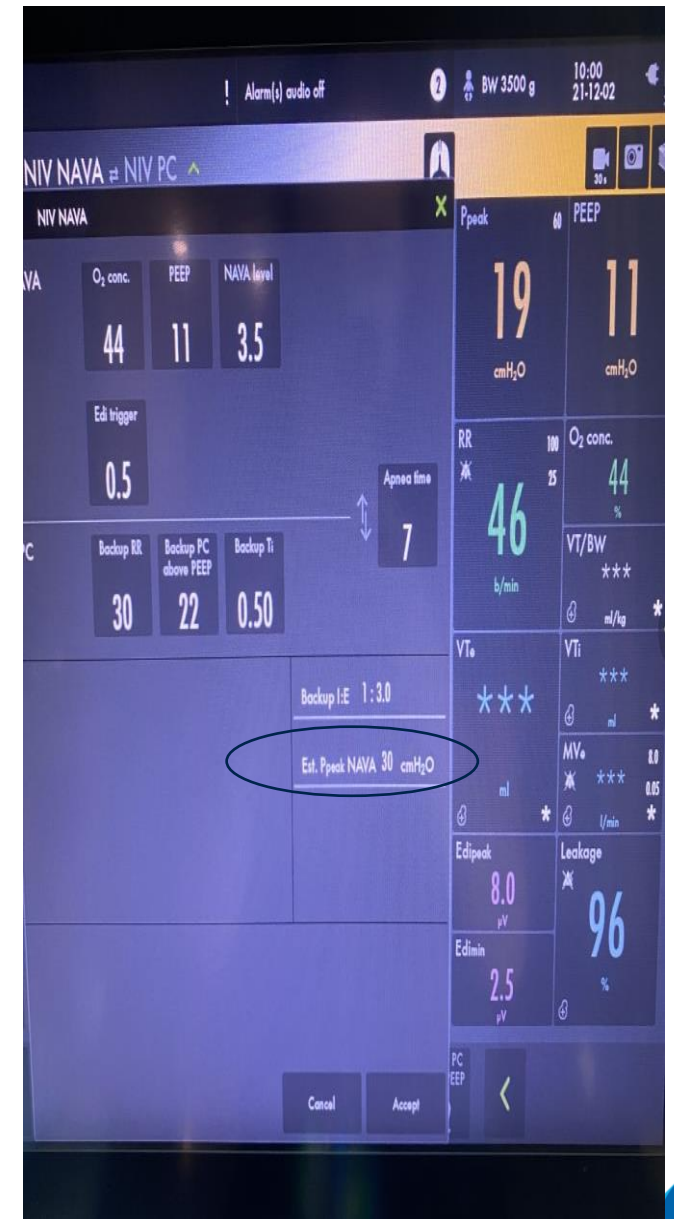 ! Alarm(s) audio off 2 BW 3500 g 10:00
21-12-02
NIV NAVA ⇄ NIV PC
30 s
NIV NAVA
O₂ conc. PEEP NAVA level
44 11 3.5
Edi trigger
0.5
Apnea time
7
Backup RR Backup PC above PEEP Backup Ti
30 22 0.50
Backup I:E 1 : 3.0
Est. Ppeak NAVA 30 cmH₂O
Cancel Accept
Ppeak 60
19
cmH₂O
PEEP
11
cmH₂O
RR 100
25
46
b/min
O₂ conc.
44
%
VT/BW
***
ml/kg *
VTe
***
ml
*
VTi
***
ml *
MVe 8.0
*** 0.05
l/min *
Edipeak
8.0
µV
Edimin
2.5
µV
Leakage
96
%
PC